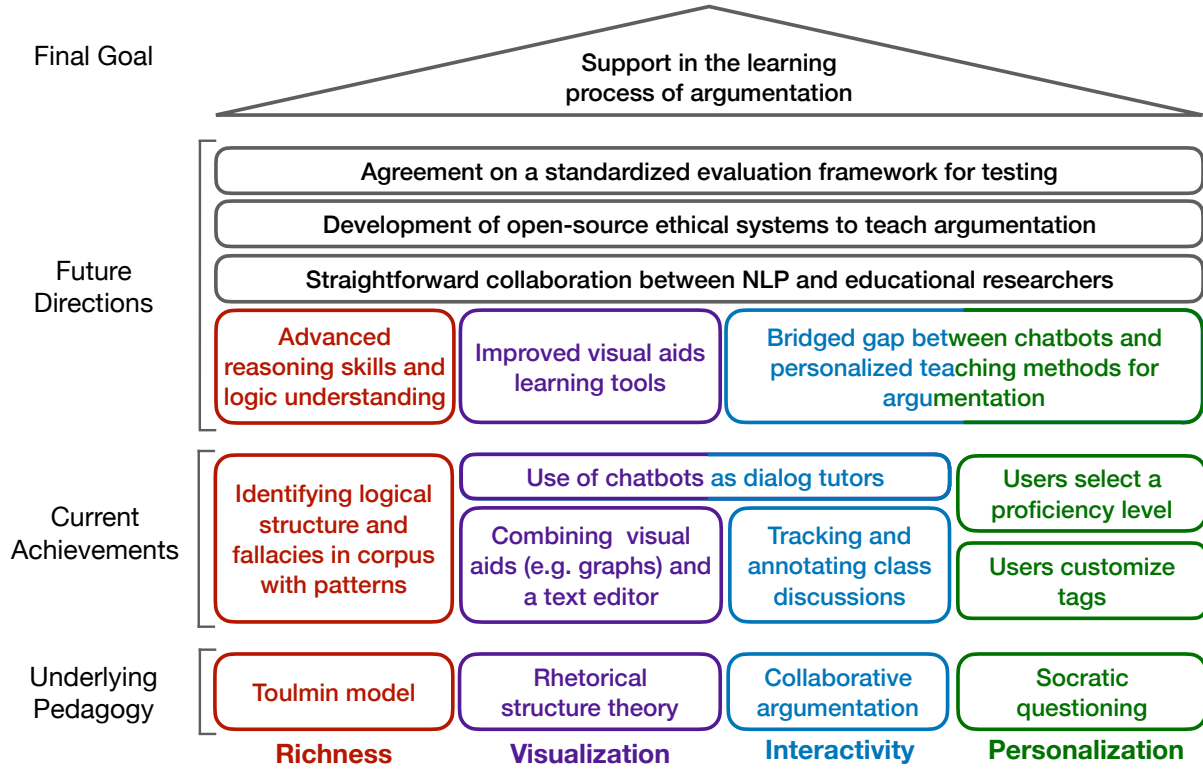 Final Goal
Support in the learning
process of argumentation
Future
Directions
Agreement on a standardized evaluation framework for testing
Development of open-source ethical systems to teach argumentation
Straightforward collaboration between NLP and educational researchers
Advanced
reasoning skills and
logic understanding
Improved visual aids
learning tools
Bridged gap between chatbots and
personalized teaching methods for
argumentation
Current
Achievements
Identifying logical
structure and
fallacies in corpus
with patterns
Use of chatbots as dialog tutors
Combining visual
aids (e.g. graphs) and
a text editor
Tracking and
annotating class
discussions
Users select a
proficiency level
Users customize
tags
Underlying
Pedagogy
Toulmin model
Rhetorical
structure theory
Collaborative
argumentation
Socratic
questioning
Richness
Visualization
Interactivity
Personalization